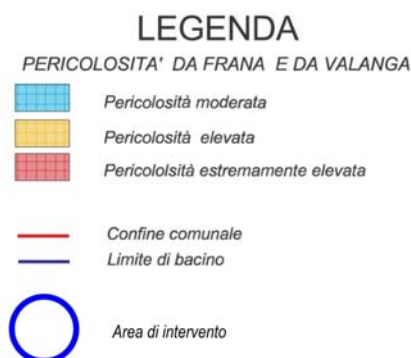 LEGENDA
PERICOLOSITA' DA FRANA E DA VALANGA
Pericolosità moderata
Pericolosità elevata
Pericololsità estremamente elevata
Confine comunale
Limite di bacino
Area di intervento